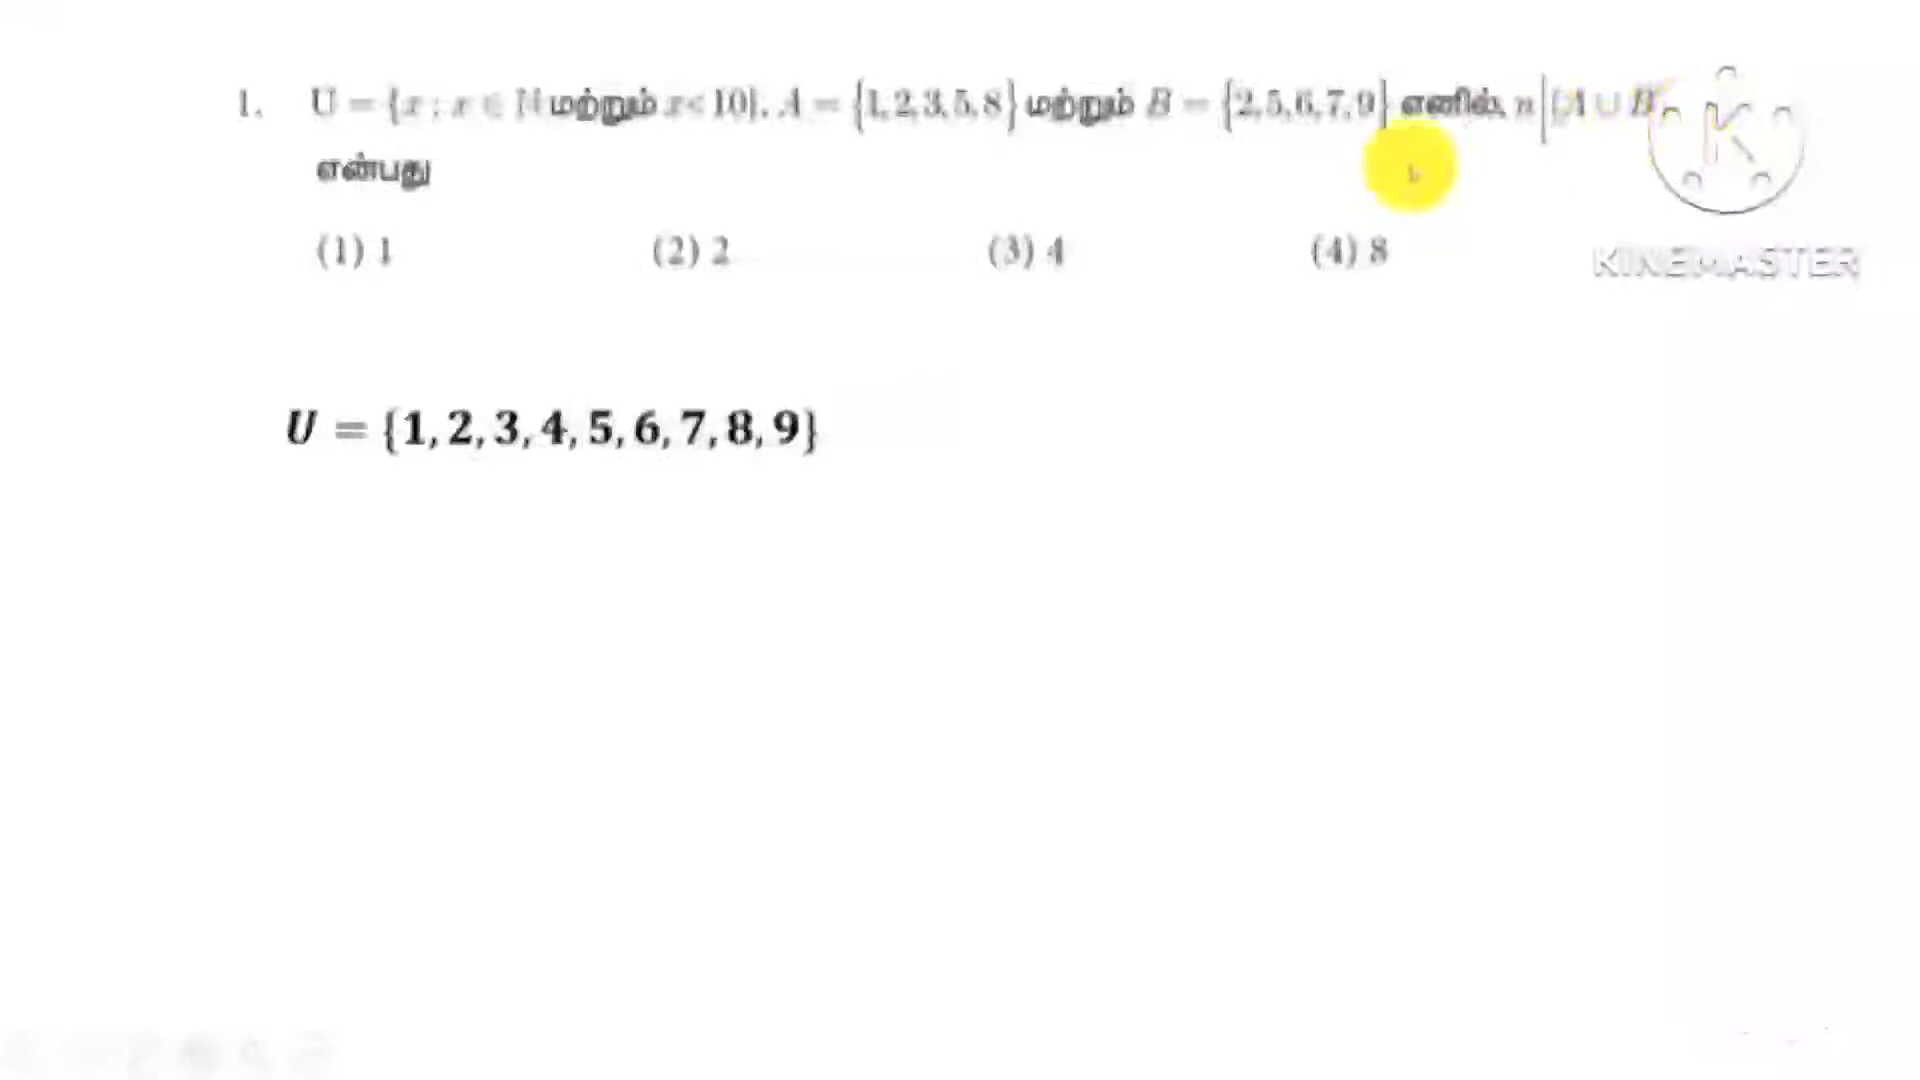 1. U = {x : x ∈ ℕ மற்றும் x < 10}, A = {1, 2, 3, 5, 8} மற்றும் B = {2, 5, 6, 7, 9} எனில், n[(A ∪ B
என்பது
(1) 1 (2) 2 (3) 4 (4) 8
KINEMASTER
U = {1, 2, 3, 4, 5, 6, 7, 8, 9}